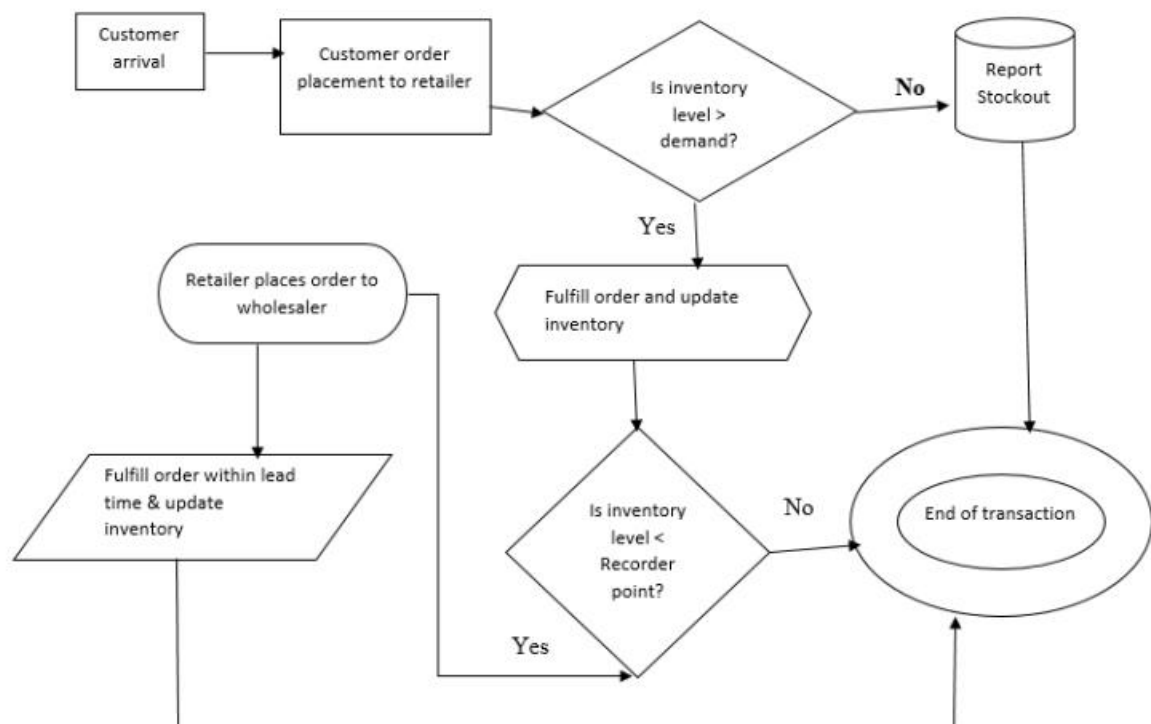 Customer
arrival
Customer order
placement to retailer
Is inventory
level >
demand?
No
Report
Stockout
Yes
Retailer places order to
wholesaler
Fulfill order and update
inventory
Fulfill order within lead
time & update
inventory
Is inventory
level <
Recorder
point?
No
End of transaction
Yes